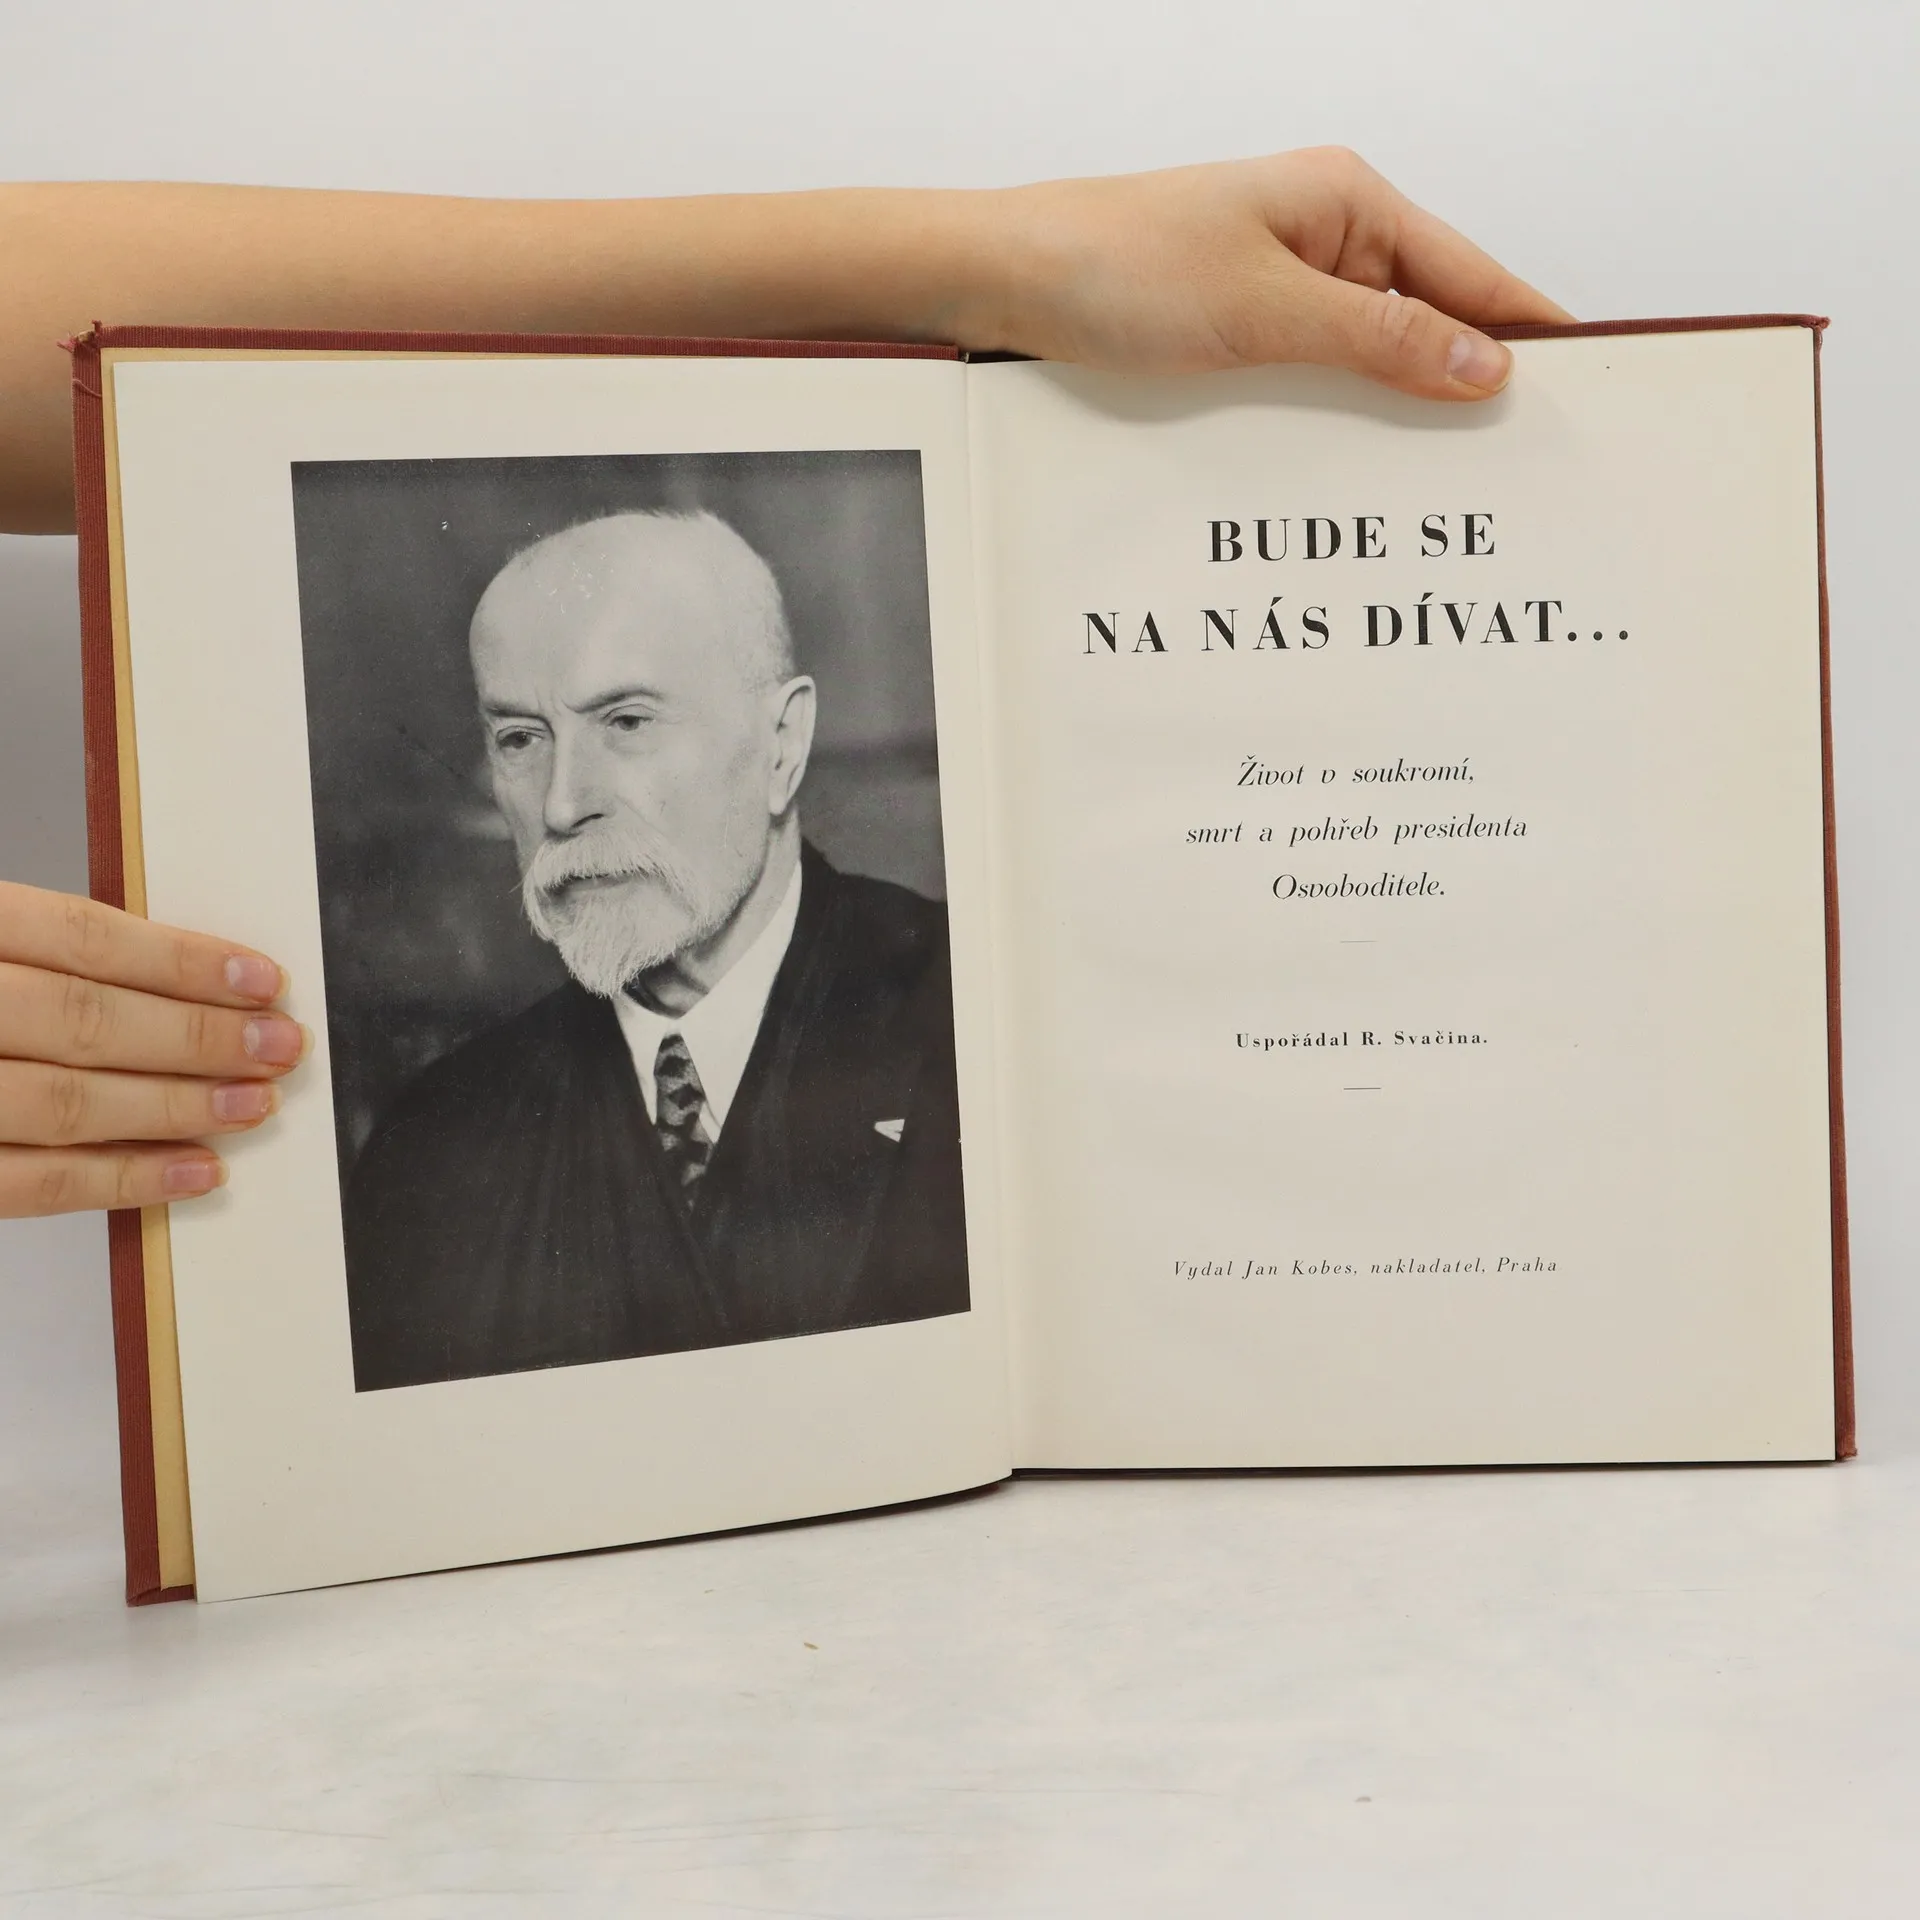 BUDE SE
NA NÁS DÍVAT...
Život v soukromí,
smrt a pohřeb presidenta
Osvoboditele.
Uspořádal R. Svačina.
Vydal Jan Kobes, nakladatel, Praha